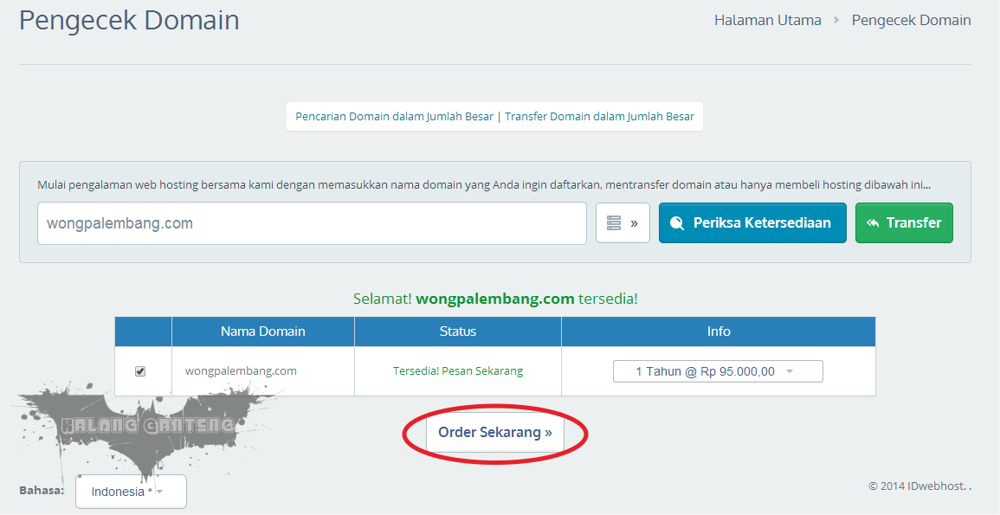 Pengecek Domain
Halaman Utama > Pengecek Domain
Pencarian Domain dalam Jumlah Besar | Transfer Domain dalam Jumlah Besar
Mulai pengalaman web hosting bersama kami dengan memasukkan nama domain yang Anda ingin daftarkan, mentransfer domain atau hanya membeli hosting dibawah ini...
wongpalembang.com
»
Periksa Ketersediaan
Transfer
Selamat! wongpalembang.com tersedia!
Nama Domain Status Info
wongpalembang.com Tersedia! Pesan Sekarang 1 Tahun @ Rp 95.000,00
Order Sekarang »
Halong Ganteng
Bahasa: Indonesia
© 2014 IDwebhost. .